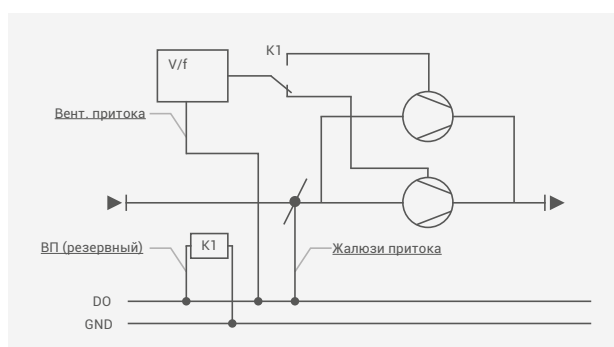 K1
V/f
Вент. притока
ВП (резервный)
K1
Жалюзи притока
DO
GND